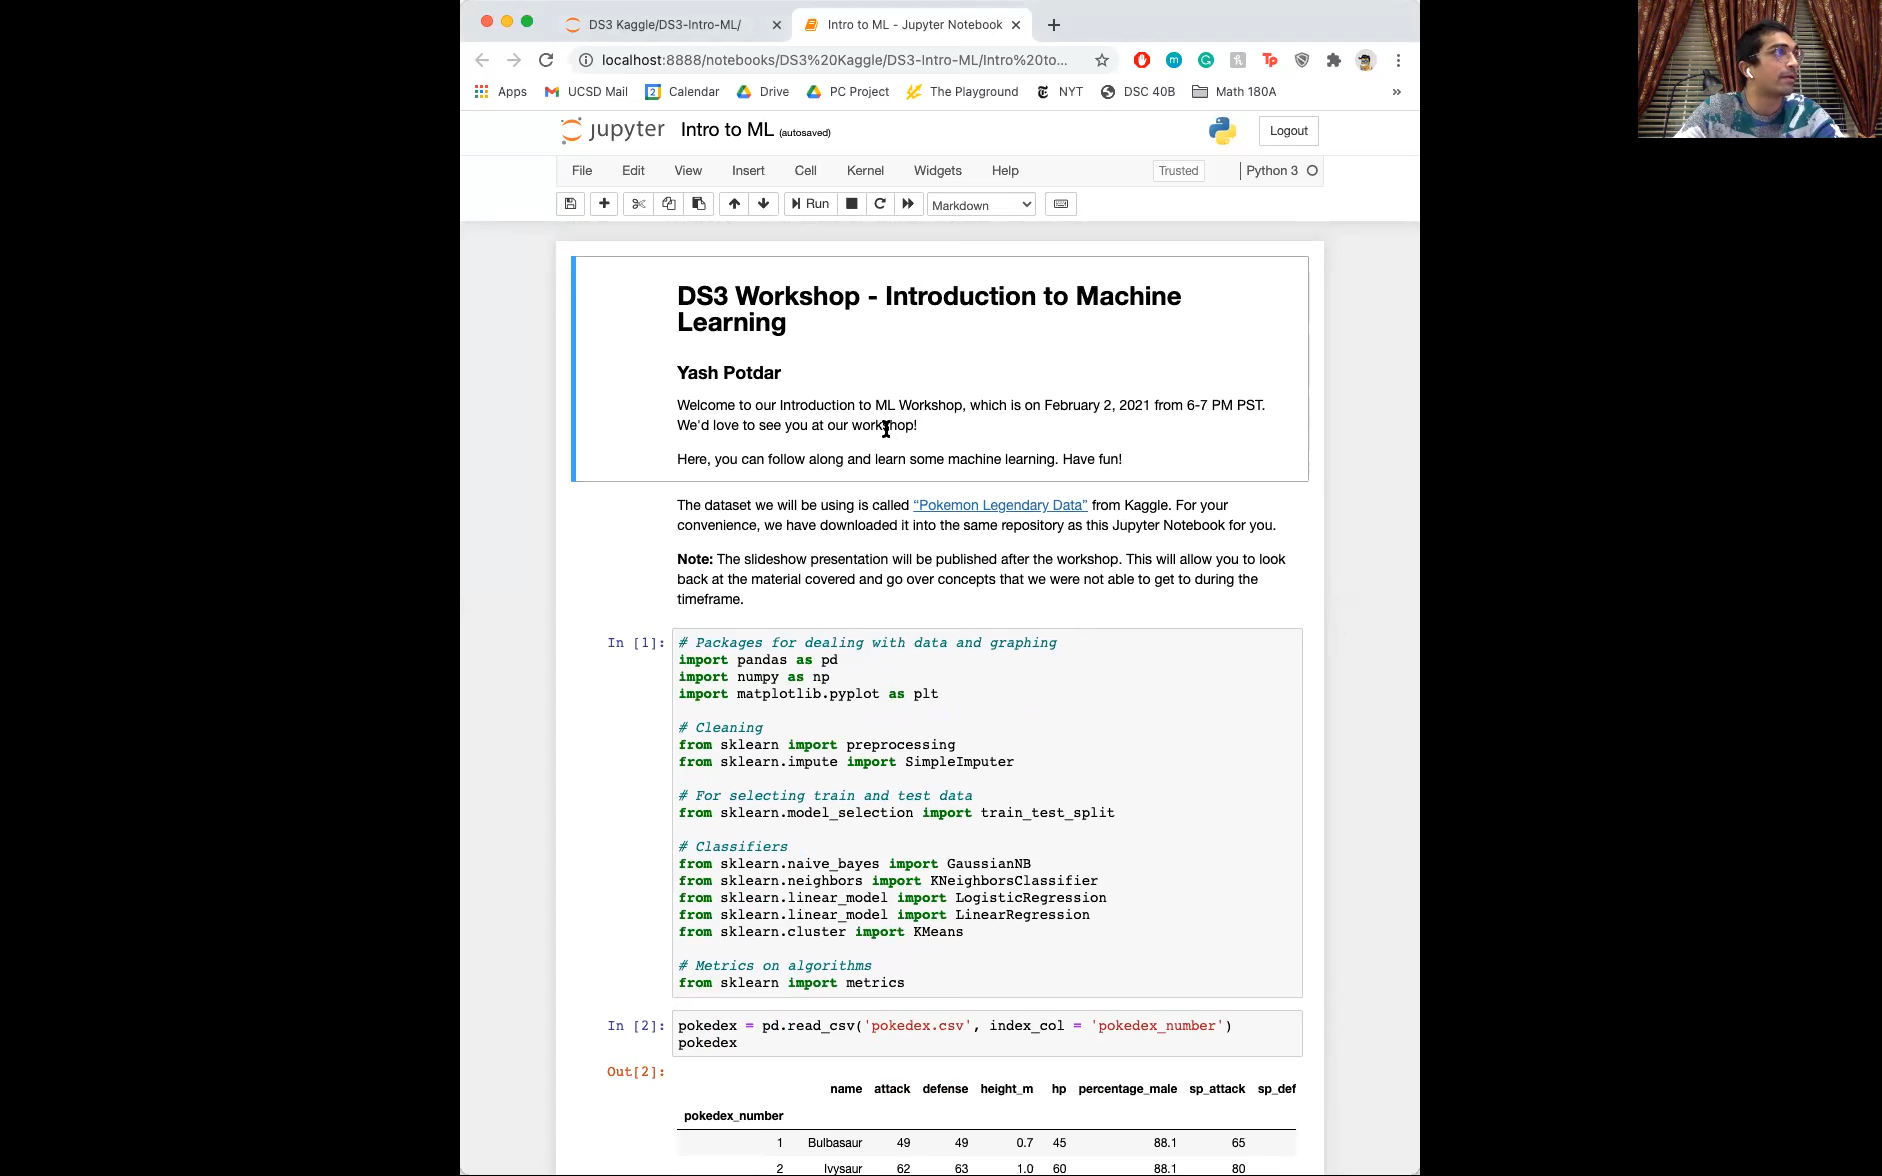 DS3 Kaggle/DS3-Intro-ML/
Intro to ML - Jupyter Notebook
localhost:8888/notebooks/DS3%20Kaggle/DS3-Intro-ML/Intro%20to...
Apps UCSD Mail Calendar Drive PC Project The Playground NYT DSC 40B Math 180A »
jupyter Intro to ML (autosaved) Logout
File Edit View Insert Cell Kernel Widgets Help Trusted Python 3
Run Markdown
DS3 Workshop - Introduction to Machine
Learning
Yash Potdar
Welcome to our Introduction to ML Workshop, which is on February 2, 2021 from 6-7 PM PST.
We'd love to see you at our workshop!
Here, you can follow along and learn some machine learning. Have fun!
The dataset we will be using is called “Pokemon Legendary Data” from Kaggle. For your
convenience, we have downloaded it into the same repository as this Jupyter Notebook for you.
Note: The slideshow presentation will be published after the workshop. This will allow you to look
back at the material covered and go over concepts that we were not able to get to during the
timeframe.
In [1]: # Packages for dealing with data and graphing
import pandas as pd
import numpy as np
import matplotlib.pyplot as plt
# Cleaning
from sklearn import preprocessing
from sklearn.impute import SimpleImputer
# For selecting train and test data
from sklearn.model_selection import train_test_split
# Classifiers
from sklearn.naive_bayes import GaussianNB
from sklearn.neighbors import KNeighborsClassifier
from sklearn.linear_model import LogisticRegression
from sklearn.linear_model import LinearRegression
from sklearn.cluster import KMeans
# Metrics on algorithms
from sklearn import metrics
In [2]: pokedex = pd.read_csv('pokedex.csv', index_col = 'pokedex_number')
pokedex
Out[2]:
name attack defense height_m hp percentage_male sp_attack sp_def
pokedex_number
1 Bulbasaur 49 49 0.7 45 88.1 65
2 Ivysaur 62 63 1.0 60 88.1 80